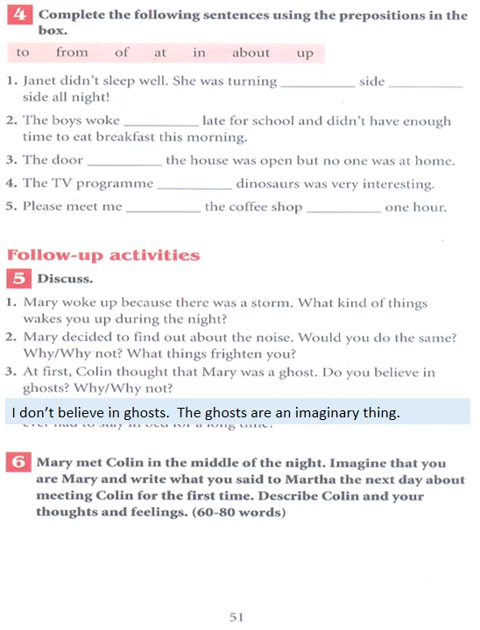 4 Complete the following sentences using the prepositions in the
box.
to from of at in about up
1. Janet didn't sleep well. She was turning __________ side __________
side all night!
2. The boys woke __________ late for school and didn't have enough
time to eat breakfast this morning.
3. The door __________ the house was open but no one was at home.
4. The TV programme __________ dinosaurs was very interesting.
5. Please meet me __________ the coffee shop __________ one hour.
Follow-up activities
5 Discuss.
1. Mary woke up because there was a storm. What kind of things
wakes you up during the night?
2. Mary decided to find out about the noise. Would you do the same?
Why/Why not? What things frighten you?
3. At first, Colin thought that Mary was a ghost. Do you believe in
ghosts? Why/Why not?
I don't believe in ghosts. The ghosts are an imaginary thing.
6 Mary met Colin in the middle of the night. Imagine that you
are Mary and write what you said to Martha the next day about
meeting Colin for the first time. Describe Colin and your
thoughts and feelings. (60-80 words)
51